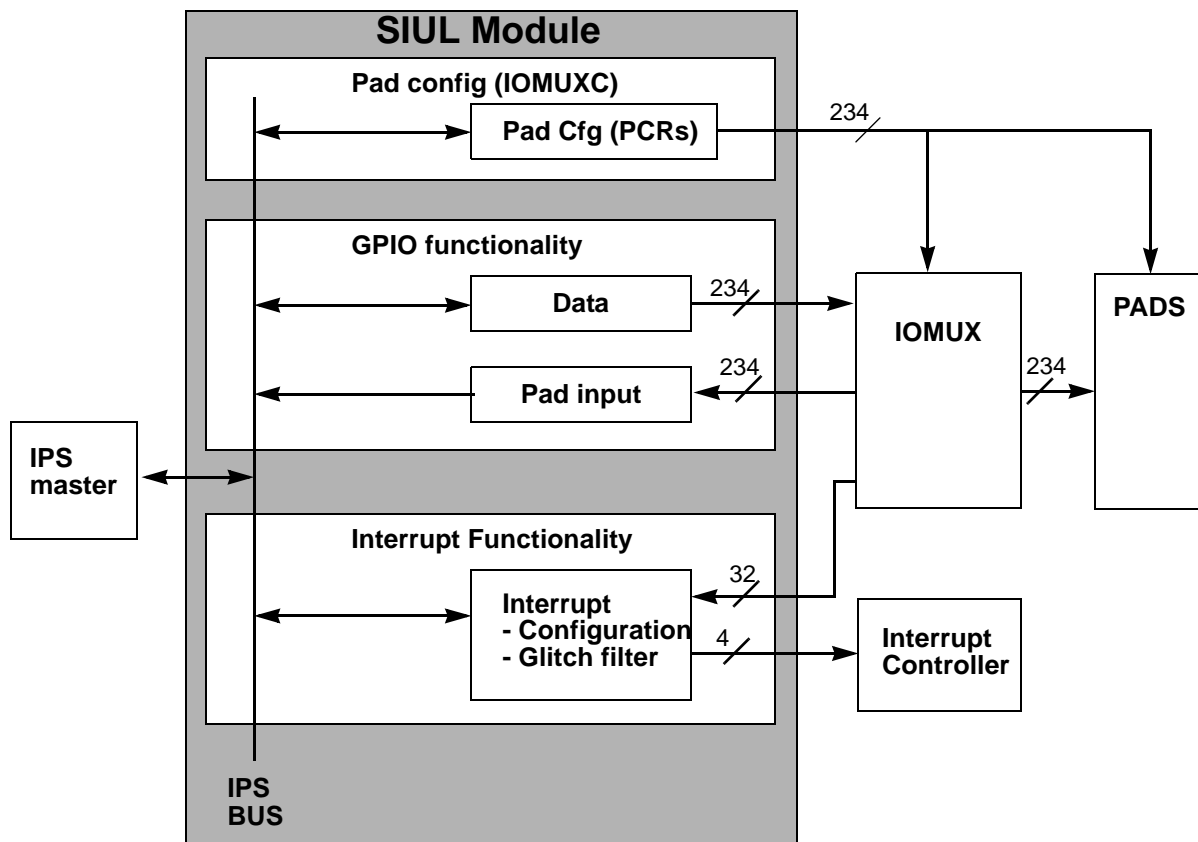 SIUL Module
Pad config (IOMUXC)
Pad Cfg (PCRs)
234
GPIO functionality
Data
234
IOMUX
PADS
Pad input
234
234
IPS
master
Interrupt Functionality
32
Interrupt
- Configuration
- Glitch filter
4
Interrupt
Controller
IPS
BUS